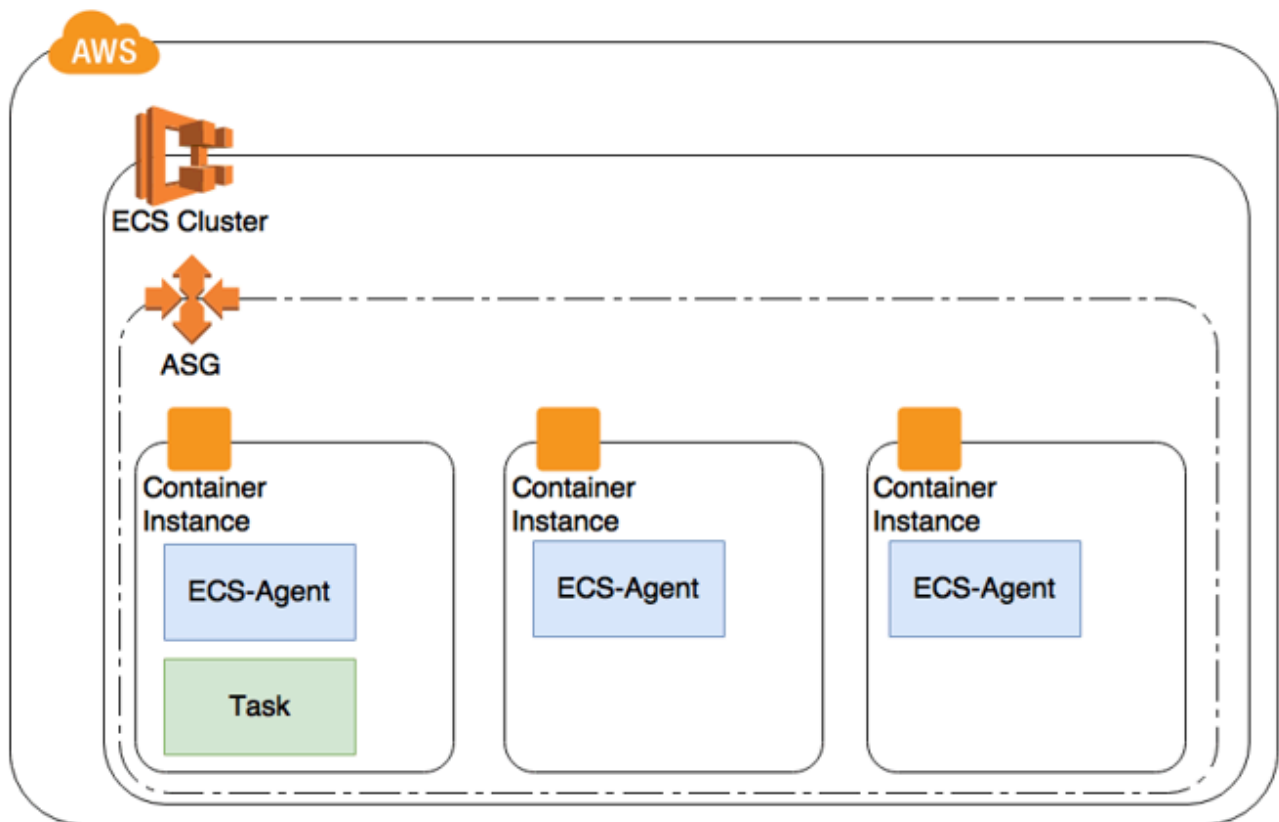 AWS
ECS Cluster
ASG
Container
Instance
ECS-Agent
Task
Container
Instance
ECS-Agent
Container
Instance
ECS-Agent